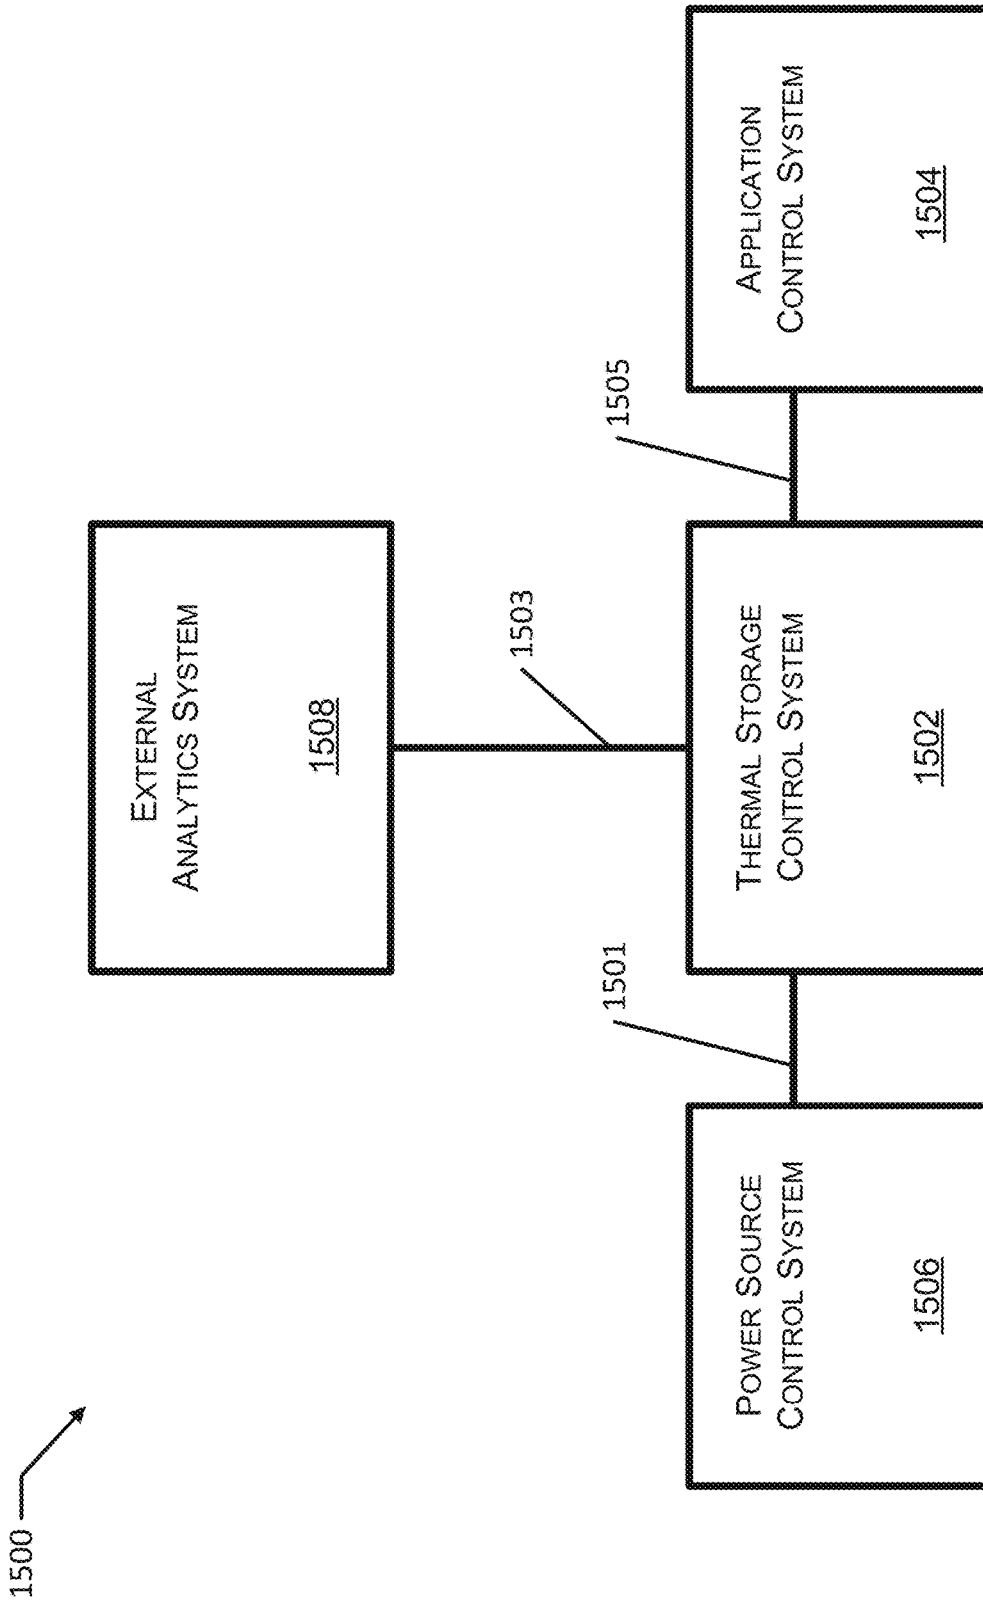 1500
EXTERNAL
ANALYTICS SYSTEM
1508
1503
1501
1505
POWER SOURCE
CONTROL SYSTEM
1506
THERMAL STORAGE
CONTROL SYSTEM
1502
APPLICATION
CONTROL SYSTEM
1504